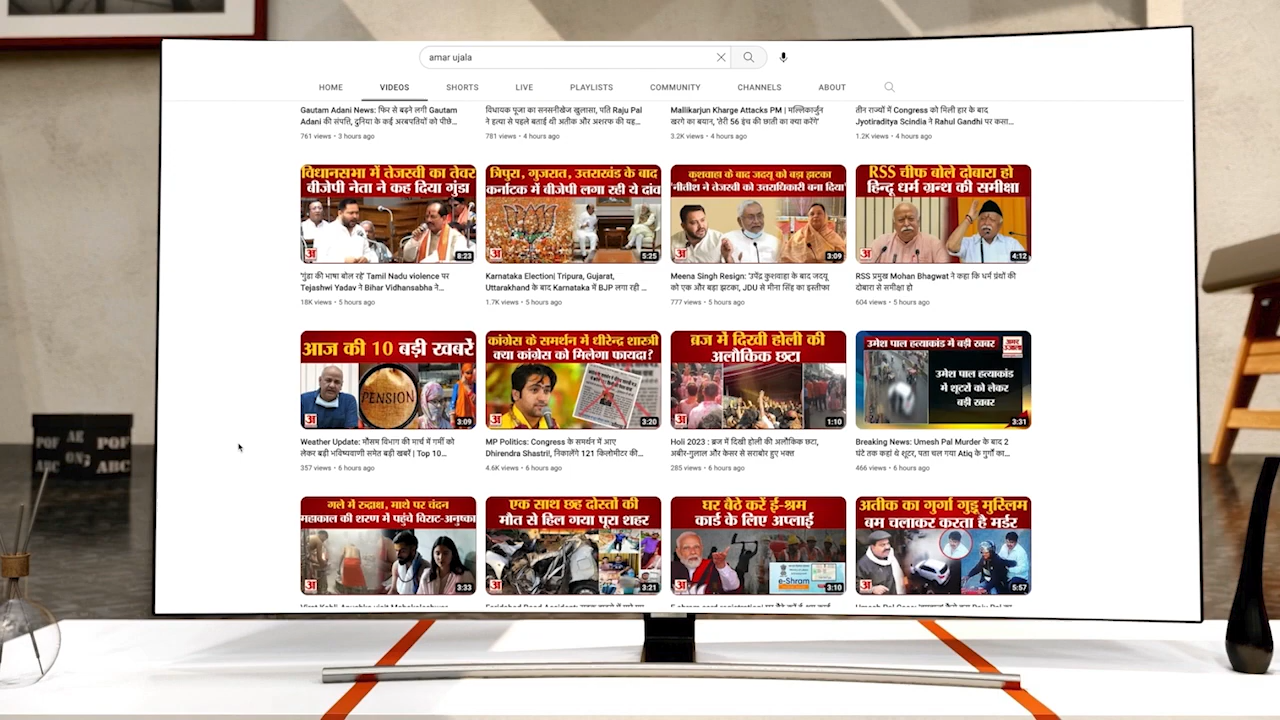 amar ujala
HOME VIDEOS SHORTS LIVE PLAYLISTS COMMUNITY CHANNELS ABOUT
Gautam Adani News: फिर से बढ़ने लगी Gautam
Adani की संपत्ति, दुनिया के कई अरबपतियों को पीछे...
761 views • 3 hours ago
विधायक पूजा का सनसनीखेज खुलासा, पति Raju Pal
ने हत्या से पहले बताई थी अतीक और अशरफ की यह...
781 views • 4 hours ago
Mallikarjun Kharge Attacks PM | मल्लिकार्जुन
खरगे का बयान, 'तेरी 56 इंच की छाती का क्या करेंगे'
3.2K views • 4 hours ago
तीन राज्यों में Congress को मिली हार के बाद
Jyotiraditya Scindia ने Rahul Gandhi पर कसा...
1.2K views • 4 hours ago
विधानसभा में तेजस्वी का तेवर
बीजेपी नेता ने कह दिया गुंडा
अ
8:23
'गुंडा की भाषा बोल रहे' Tamil Nadu violence पर
Tejashwi Yadav ने Bihar Vidhansabha ने...
18K views • 5 hours ago
त्रिपुरा, गुजरात, उत्तराखंड के बाद
कर्नाटक में बीजेपी लगा रही ये दांव
अ
5:25
Karnataka Election| Tripura, Gujarat,
Uttarakhand के बाद Karnataka में BJP लगा रही ...
1.7K views • 5 hours ago
कुशवाहा के बाद जदयू को बड़ा झटका
'नीतीश ने तेजस्वी को उत्तराधिकारी बना दिया'
अ
3:09
Meena Singh Resign: 'उपेंद्र कुशवाहा के बाद जदयू
को एक और बड़ा झटका, JDU से मीना सिंह का इस्तीफा
777 views • 5 hours ago
RSS चीफ बोले दोबारा हो
हिन्दू धर्म ग्रन्थ की समीक्षा
अ
4:12
RSS प्रमुख Mohan Bhagwat ने कहा कि धर्म ग्रंथों की
दोबारा से समीक्षा हो
604 views • 5 hours ago
आज की 10 बड़ी खबरें
PENSION
अ
3:09
Weather Update: मौसम विभाग की मार्च में गर्मी को
लेकर बड़ी भविष्यवाणी समेत बड़ी खबरें | Top 10...
357 views • 6 hours ago
कांग्रेस के समर्थन में धीरेन्द्र शास्त्री
क्या कांग्रेस को मिलेगा फायदा?
अ
3:20
MP Politics: Congress के समर्थन में आए
Dhirendra Shastri!, निकालेंगे 121 किलोमीटर की...
4.6K views • 6 hours ago
ब्रज में दिखी होली की
अलौकिक छटा
अ
1:10
Holi 2023 : ब्रज में दिखी होली की अलौकिक छटा,
अबीर-गुलाल और केसर से सराबोर हुए भक्त
285 views • 6 hours ago
उमेश पाल हत्याकांड में बड़ी खबर
अमर उजाला
उमेश पाल हत्याकांड
में शूटरों को लेकर
बड़ी खबर
3:31
Breaking News: Umesh Pal Murder के बाद 2
घंटे तक कहां थे शूटर, पता चल गया Atiq के गुर्गों का...
466 views • 6 hours ago
गले में रुद्राक्ष, माथे पर चंदन
महाकाल की शरण में पहुंचे विराट-अनुष्का
अ
3:33
एक साथ छह दोस्तों की
मौत से हिल गया पूरा शहर
अ
3:21
घर बैठे करें ई-श्रम
कार्ड के लिए अप्लाई
e-Shram
अ
3:10
अतीक का गुर्गा गुड्डू मुस्लिम
बम चलाकर करता है मर्डर
अ
5:57